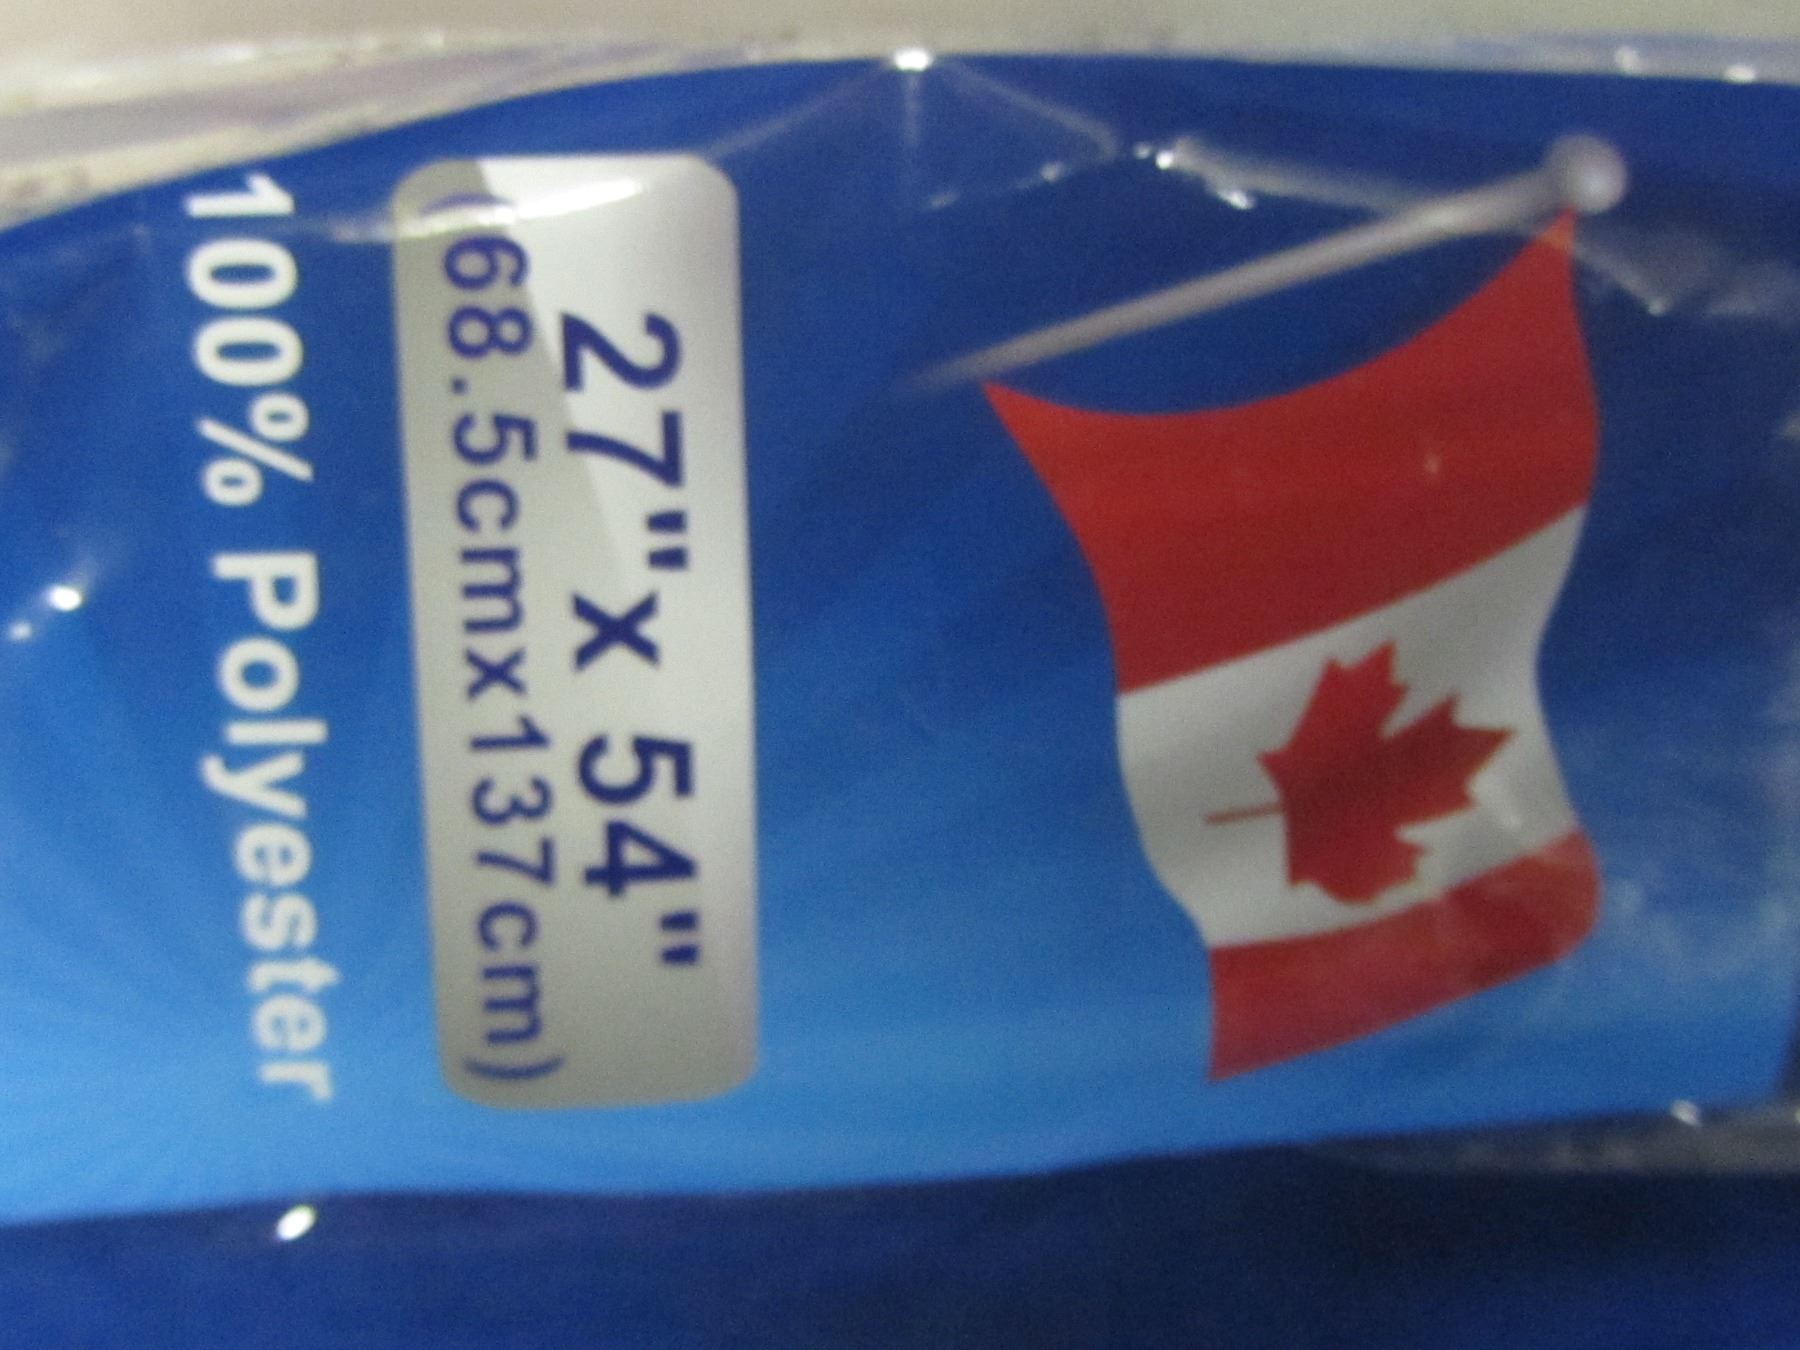 27" x 54"
(68.5cmx137cm)
100% Polyester